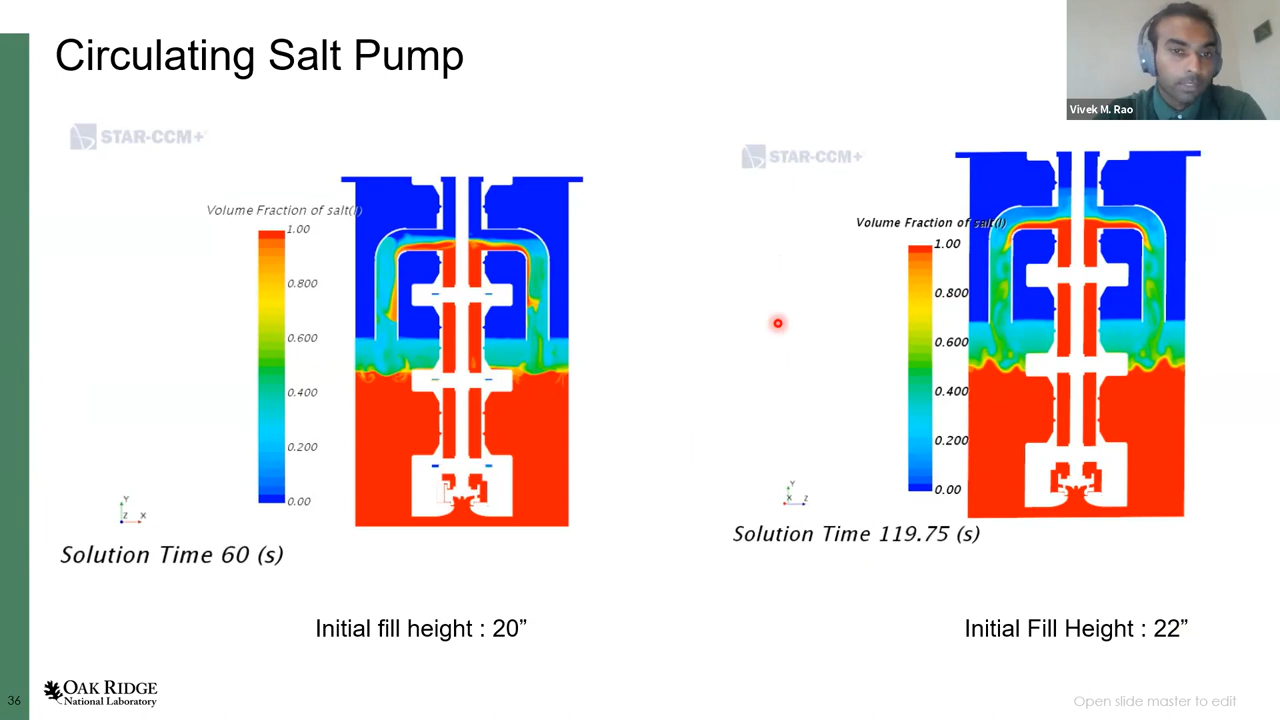 Circulating Salt Pump
Vivek M. Rao
STAR-CCM+
Volume Fraction of salt(l)
1.00
0.800
0.600
0.400
0.200
0.00
Y
Z X
Solution Time 60 (s)
Initial fill height : 20”
STAR-CCM+
Volume Fraction of salt(l)
1.00
0.800
0.600
0.400
0.200
0.00
Y
X Z
Solution Time 119.75 (s)
Initial Fill Height : 22”
36
OAK RIDGE
National Laboratory
Open slide master to edit